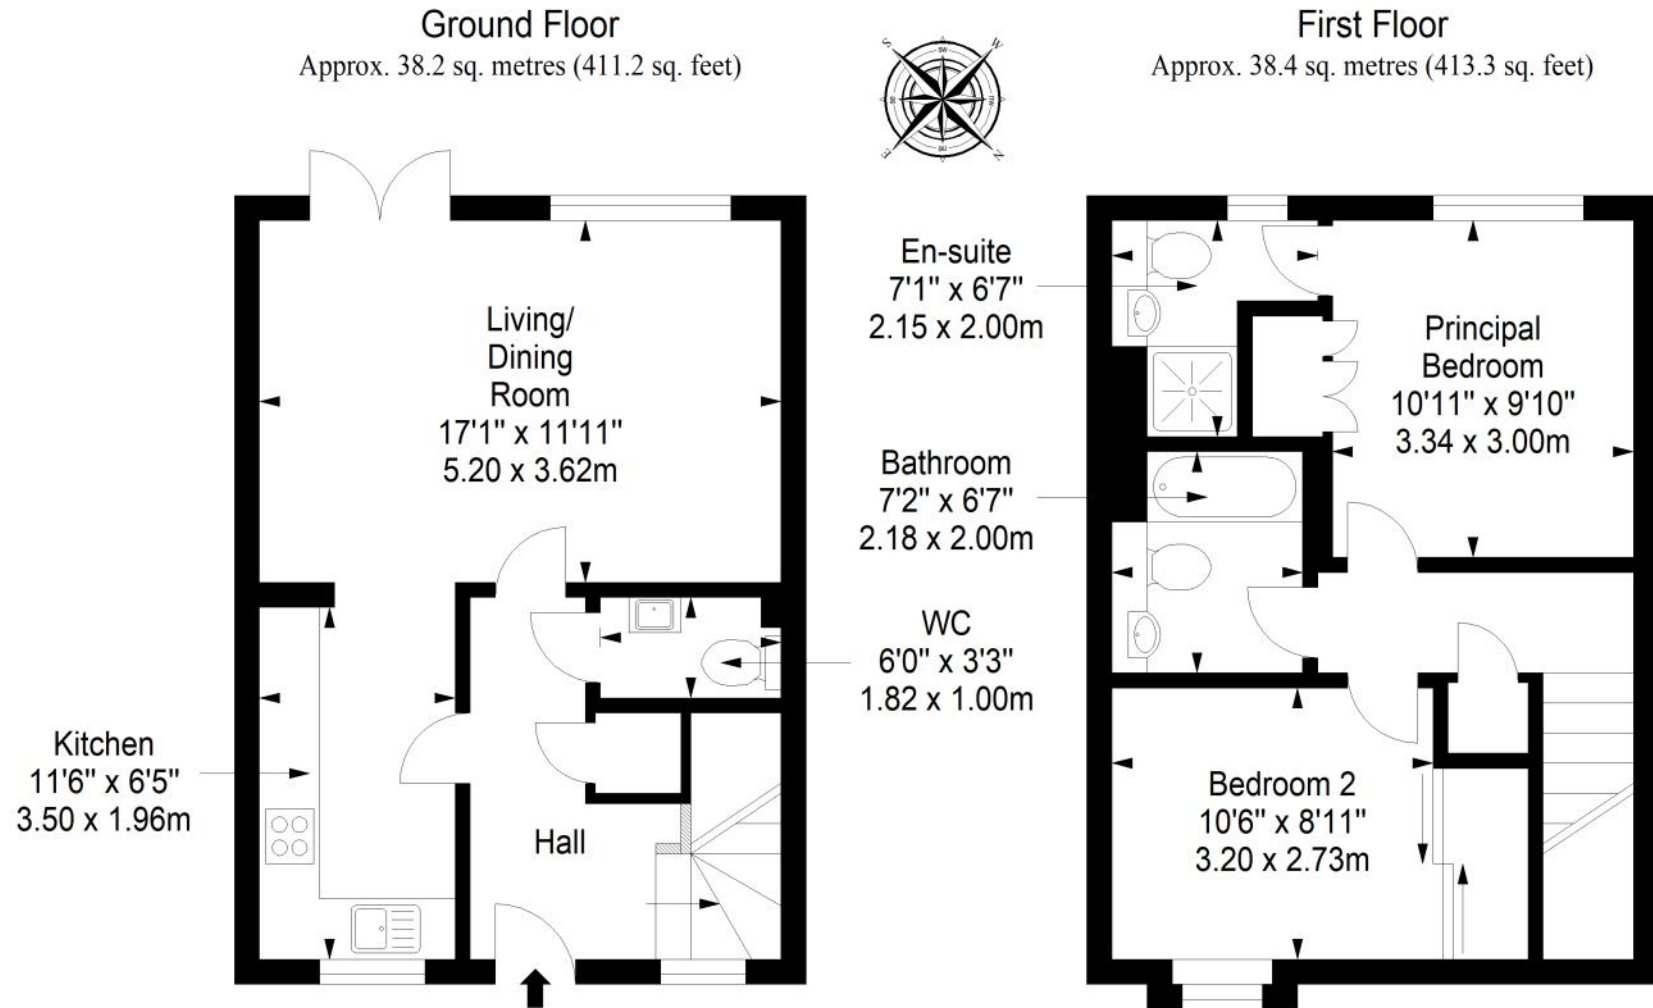 Ground Floor
Approx. 38.2 sq. metres (411.2 sq. feet)
S
W
E
N
SW
First Floor
Approx. 38.4 sq. metres (413.3 sq. feet)
Living/
Dining
Room
17'1" x 11'11"
5.20 x 3.62m
En-suite
7'1" x 6'7"
2.15 x 2.00m
Principal
Bedroom
10'11" x 9'10"
3.34 x 3.00m
Bathroom
7'2" x 6'7"
2.18 x 2.00m
WC
6'0" x 3'3"
1.82 x 1.00m
Kitchen
11'6" x 6'5"
3.50 x 1.96m
Hall
Bedroom 2
10'6" x 8'11"
3.20 x 2.73m